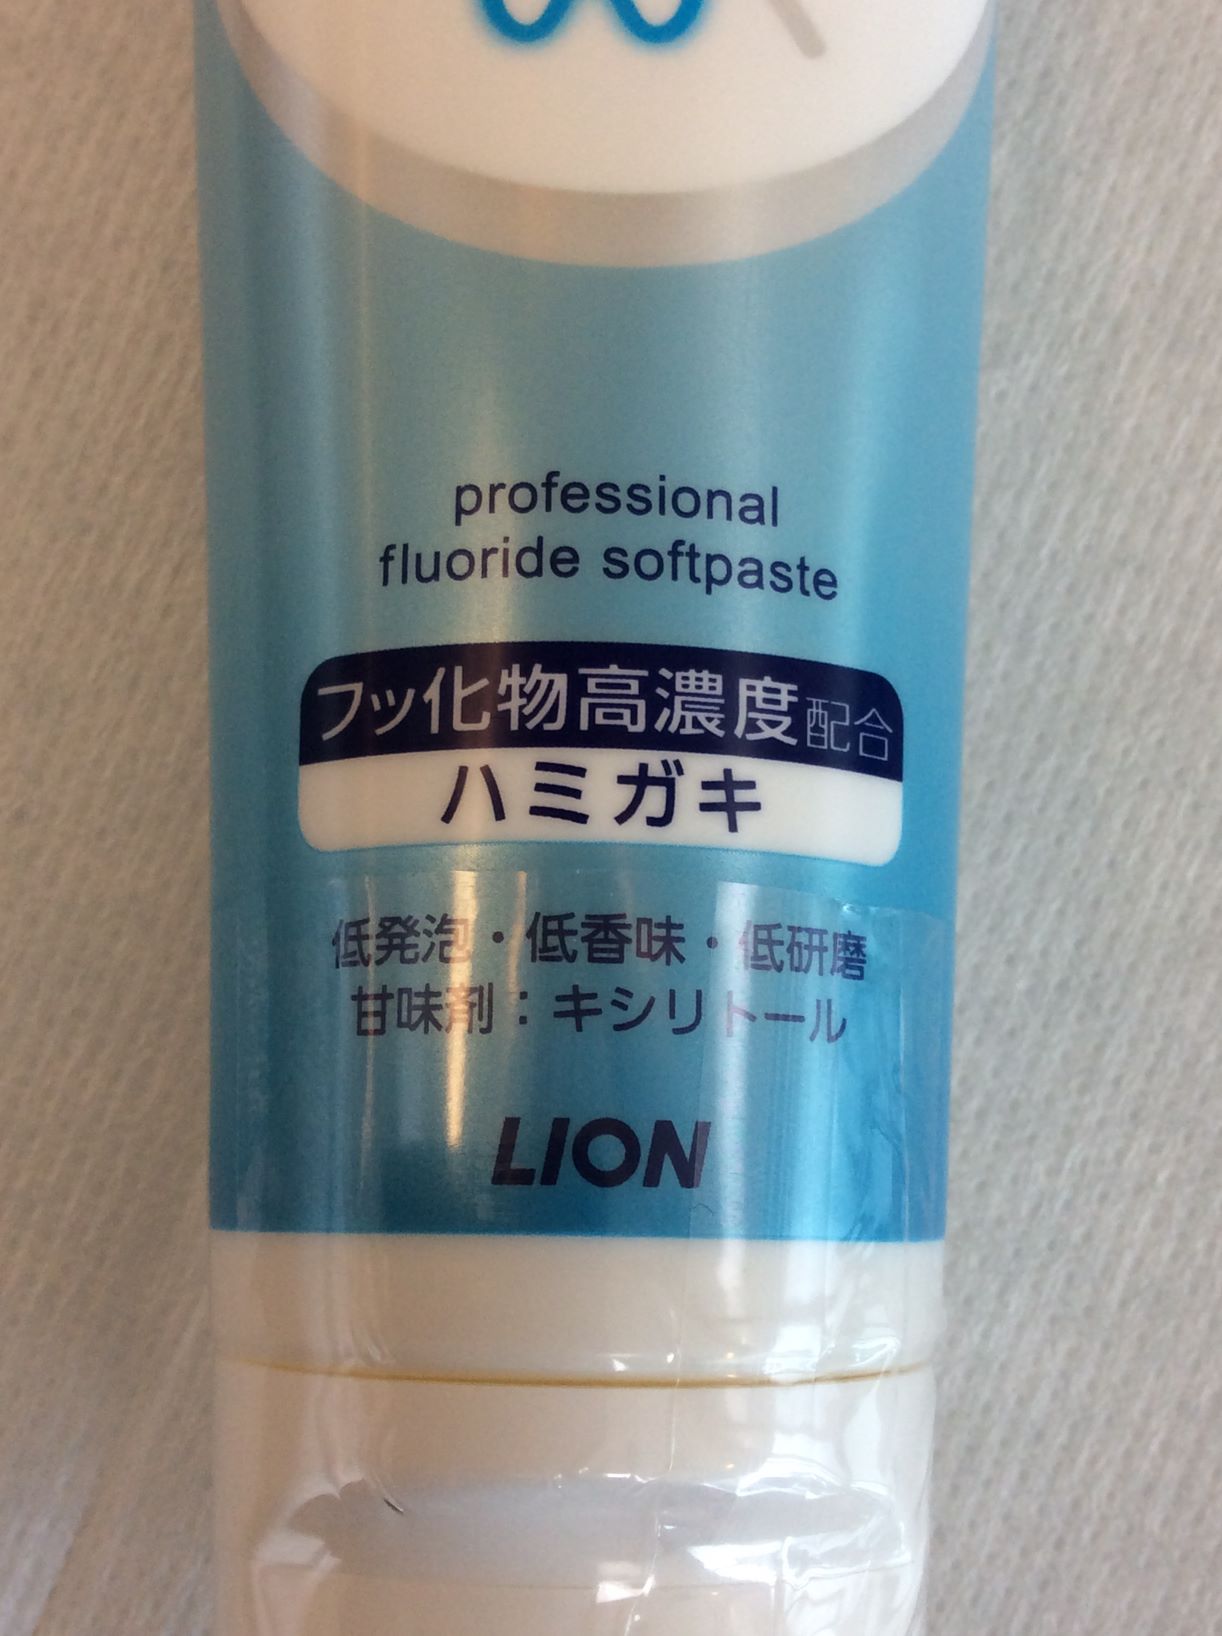 professional
fluoride softpaste
フッ化物高濃度配合
ハミガキ
低発泡・低香味・低研磨
甘味剤：キシリトール
LION